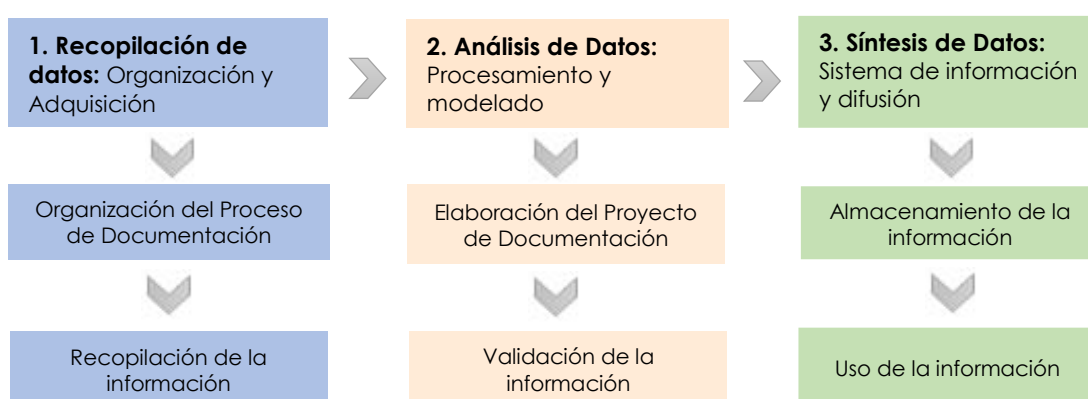 1. Recopilación de
datos: Organización y
Adquisición
2. Análisis de Datos:
Procesamiento y
modelado
3. Síntesis de Datos:
Sistema de información
y difusión
Organización del Proceso
de Documentación
Elaboración del Proyecto
de Documentación
Almacenamiento de la
información
Recopilación de la
información
Validación de la
información
Uso de la información